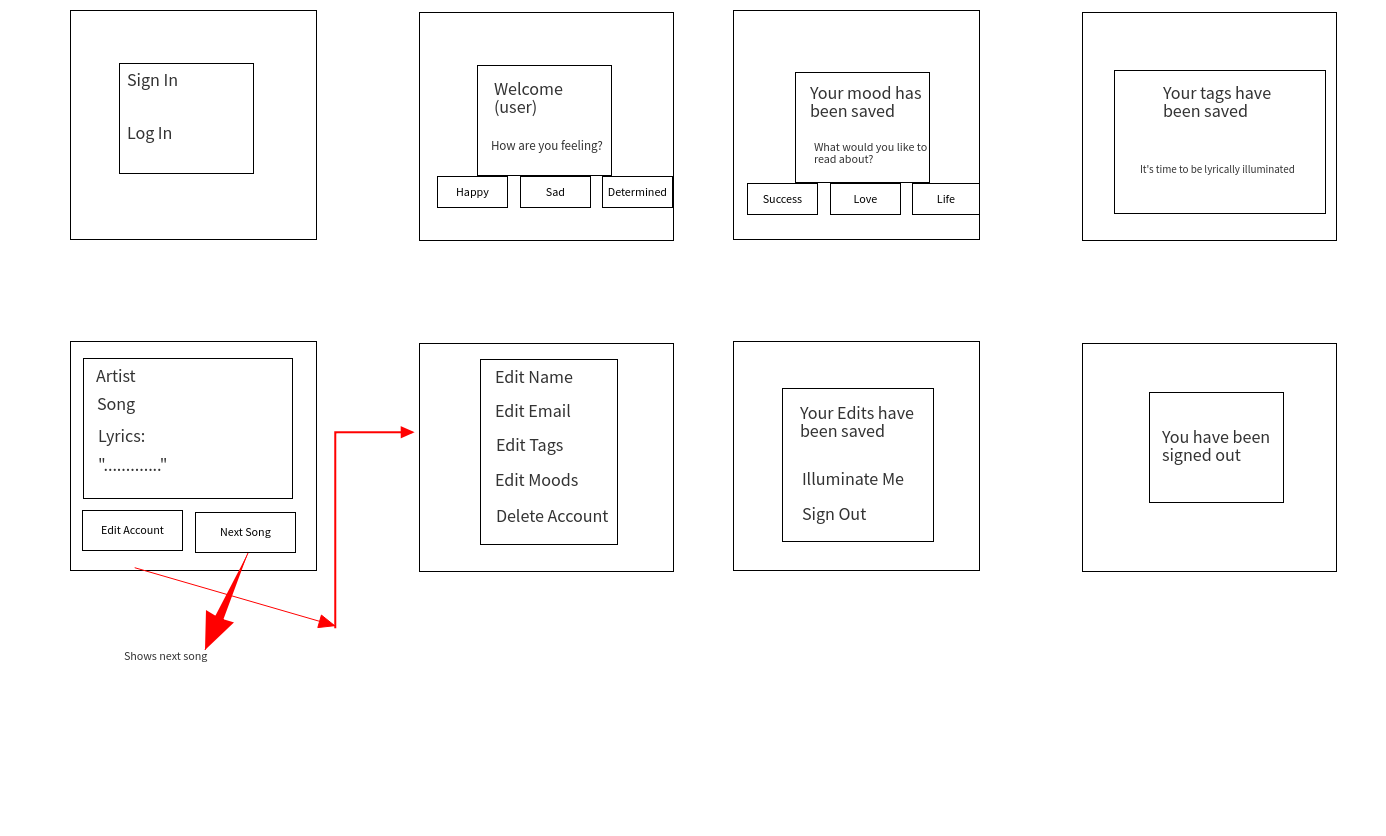 Sign In
Log In
Welcome
(user)
How are you feeling?
Happy
Sad
Determined
Your mood has
been saved
What would you like to
read about?
Success
Love
Life
Your tags have
been saved
It's time to be lyrically illuminated
Artist
Song
Lyrics:
"............."
Edit Account
Next Song
Shows next song
Edit Name
Edit Email
Edit Tags
Edit Moods
Delete Account
Your Edits have
been saved
Illuminate Me
Sign Out
You have been
signed out